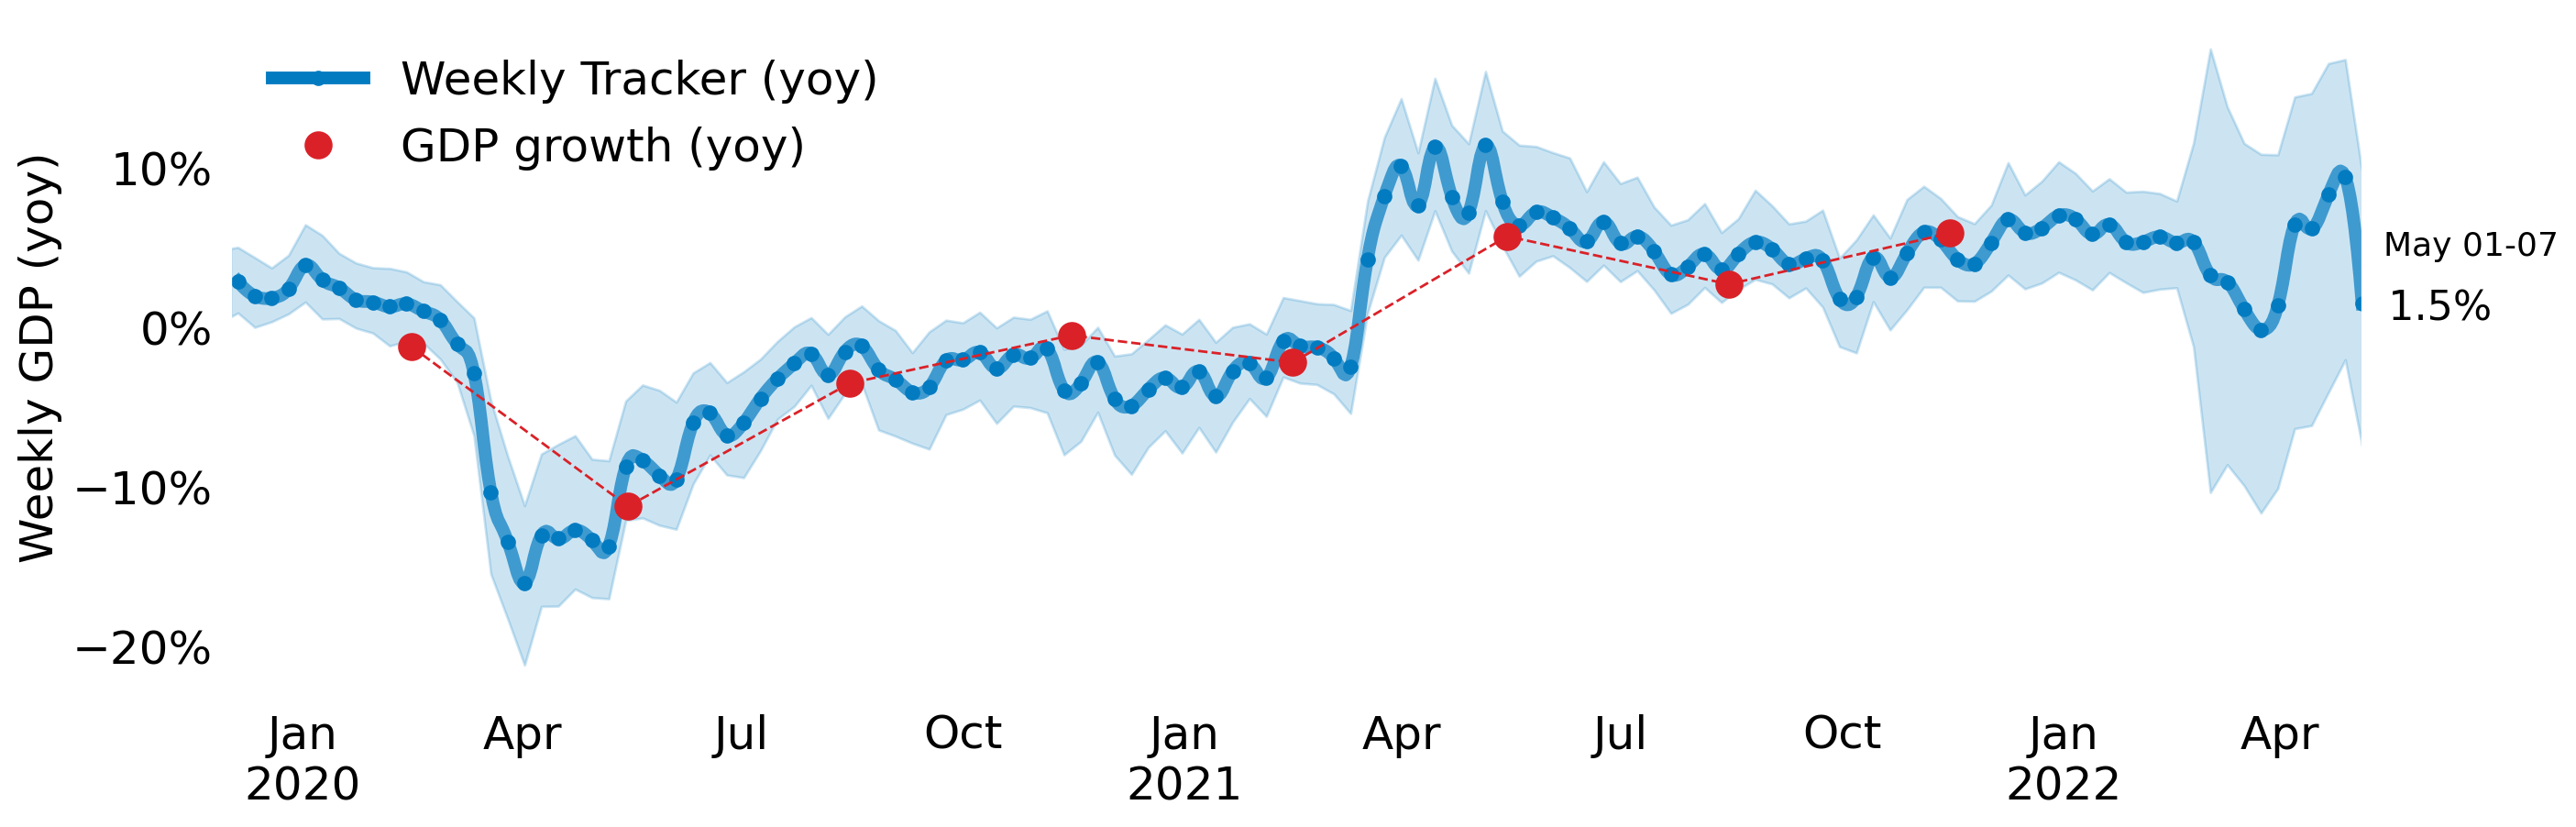 Weekly Tracker (yoy)
GDP growth (yoy)
Weekly GDP (yoy)
10%
0%
−10%
−20%
May 01-07
1.5%
Jan Apr Jul Oct Jan Apr Jul Oct Jan Apr
2020 2021 2022